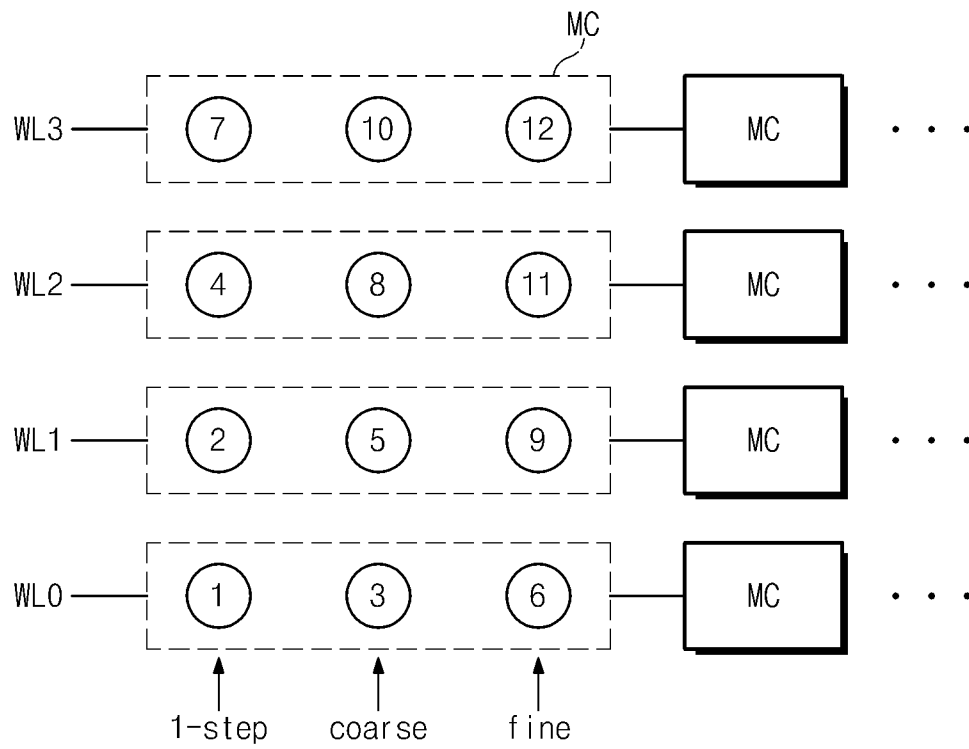 MC
WL3 7 10 12 MC . . .
WL2 4 8 11 MC . . .
WL1 2 5 9 MC . . .
WL0 1 3 6 MC . . .
1-step coarse fine